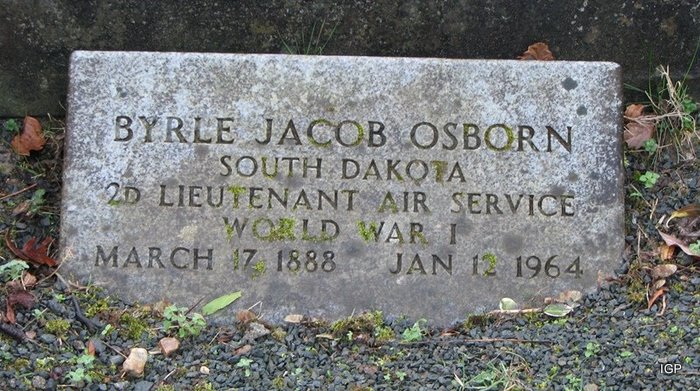 BYRLE JACOB OSBORN
SOUTH DAKOTA
2D LIEUTENANT AIR SERVICE
WORLD WAR I
MARCH 17 1888 JAN 12 1964
IGP